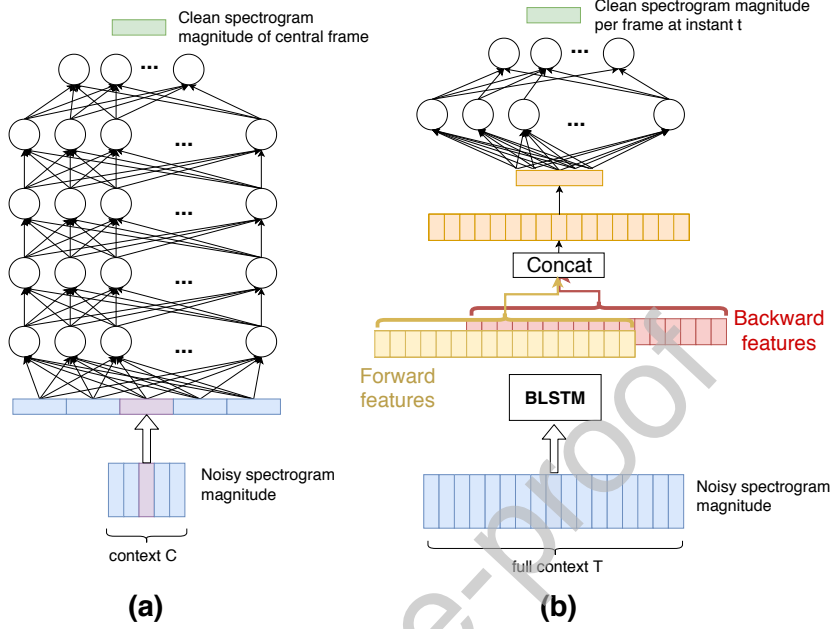 Clean spectrogram
magnitude of central frame
...
...
...
...
...
Noisy spectrogram
magnitude
context C
(a)
Clean spectrogram magnitude
per frame at instant t
...
...
Concat
Backward
features
Forward
features
BLSTM
Noisy spectrogram
magnitude
full context T
(b)
e-proof